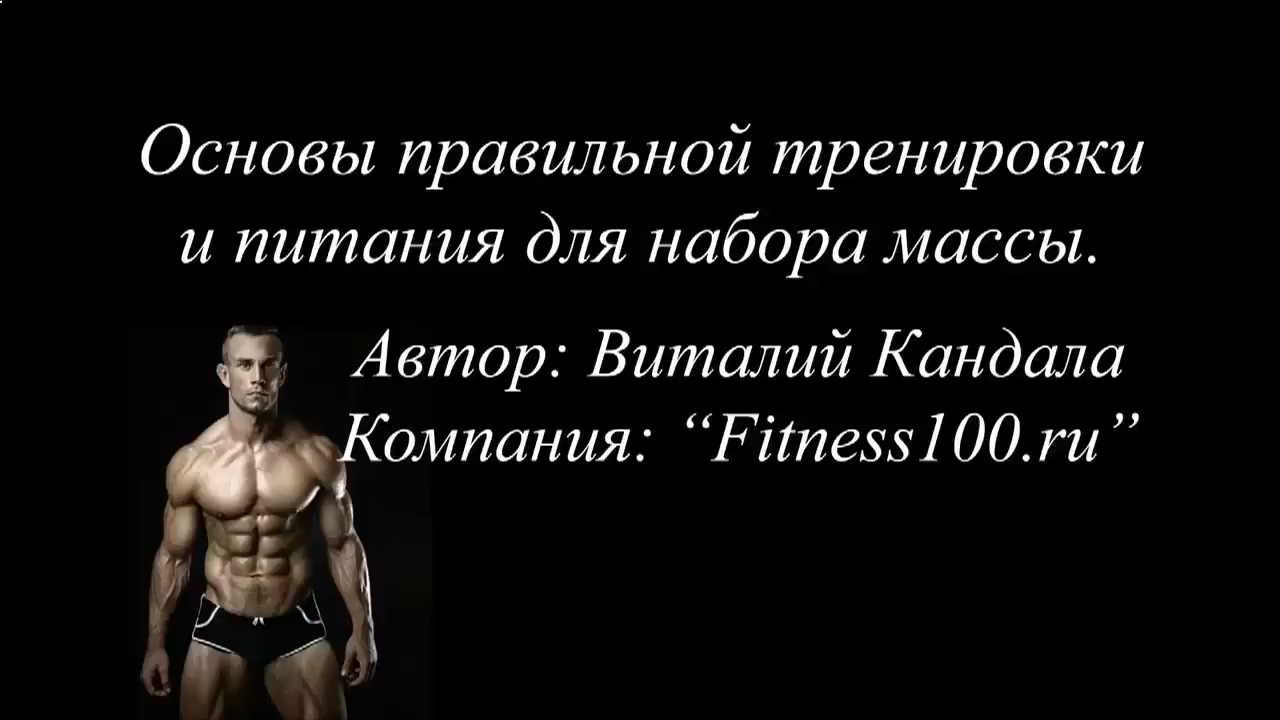 Основы правильной тренировки
и питания для набора массы.
Автор: Виталий Кандала
Компания: “Fitness100.ru”